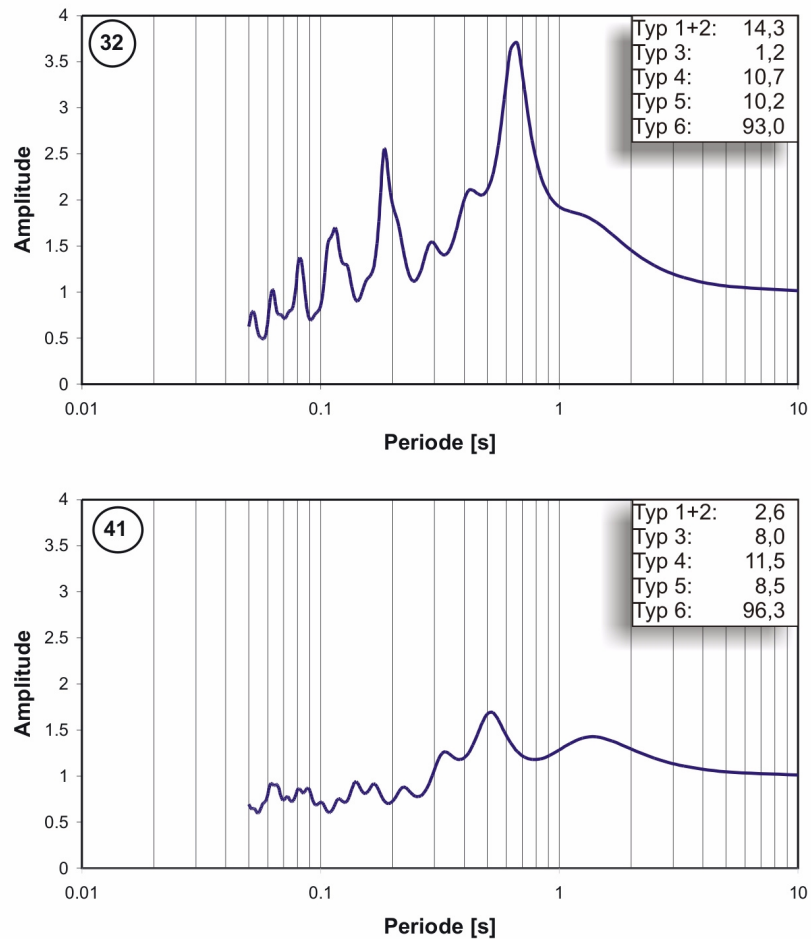 4
3.5
3
2.5
2
1.5
1
0.5
0
Amplitude
32
Typ 1+2: 14,3
Typ 3: 1,2
Typ 4: 10,7
Typ 5: 10,2
Typ 6: 93,0
0.01 0.1 1 10
Periode [s]
4
3.5
3
2.5
2
1.5
1
0.5
0
Amplitude
41
Typ 1+2: 2,6
Typ 3: 8,0
Typ 4: 11,5
Typ 5: 8,5
Typ 6: 96,3
0.01 0.1 1 10
Periode [s]